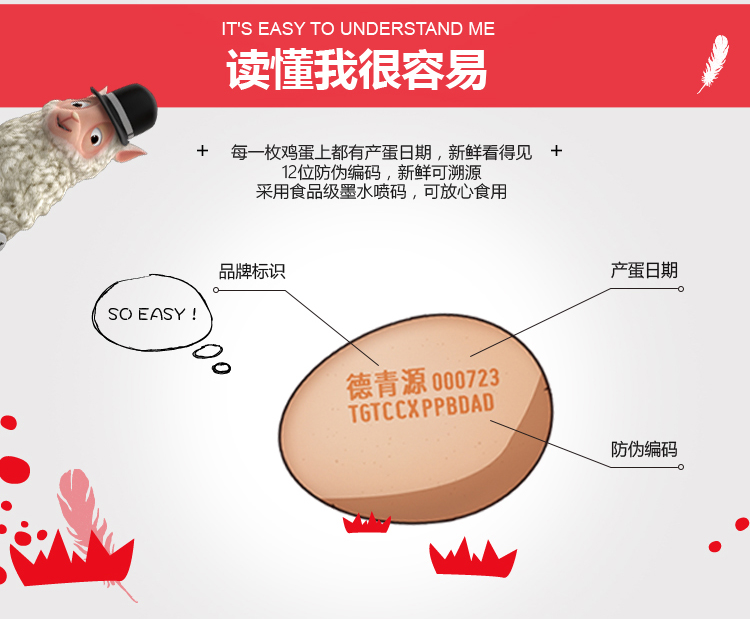 IT'S EASY TO UNDERSTAND ME
读懂我很容易
+ 每一枚鸡蛋上都有产蛋日期，新鲜看得见 +
12位防伪编码，新鲜可溯源
采用食品级墨水喷码，可放心食用
品牌标识
产蛋日期
SO EASY !
德青源 000723
TGTCCXPPBDAD
防伪编码